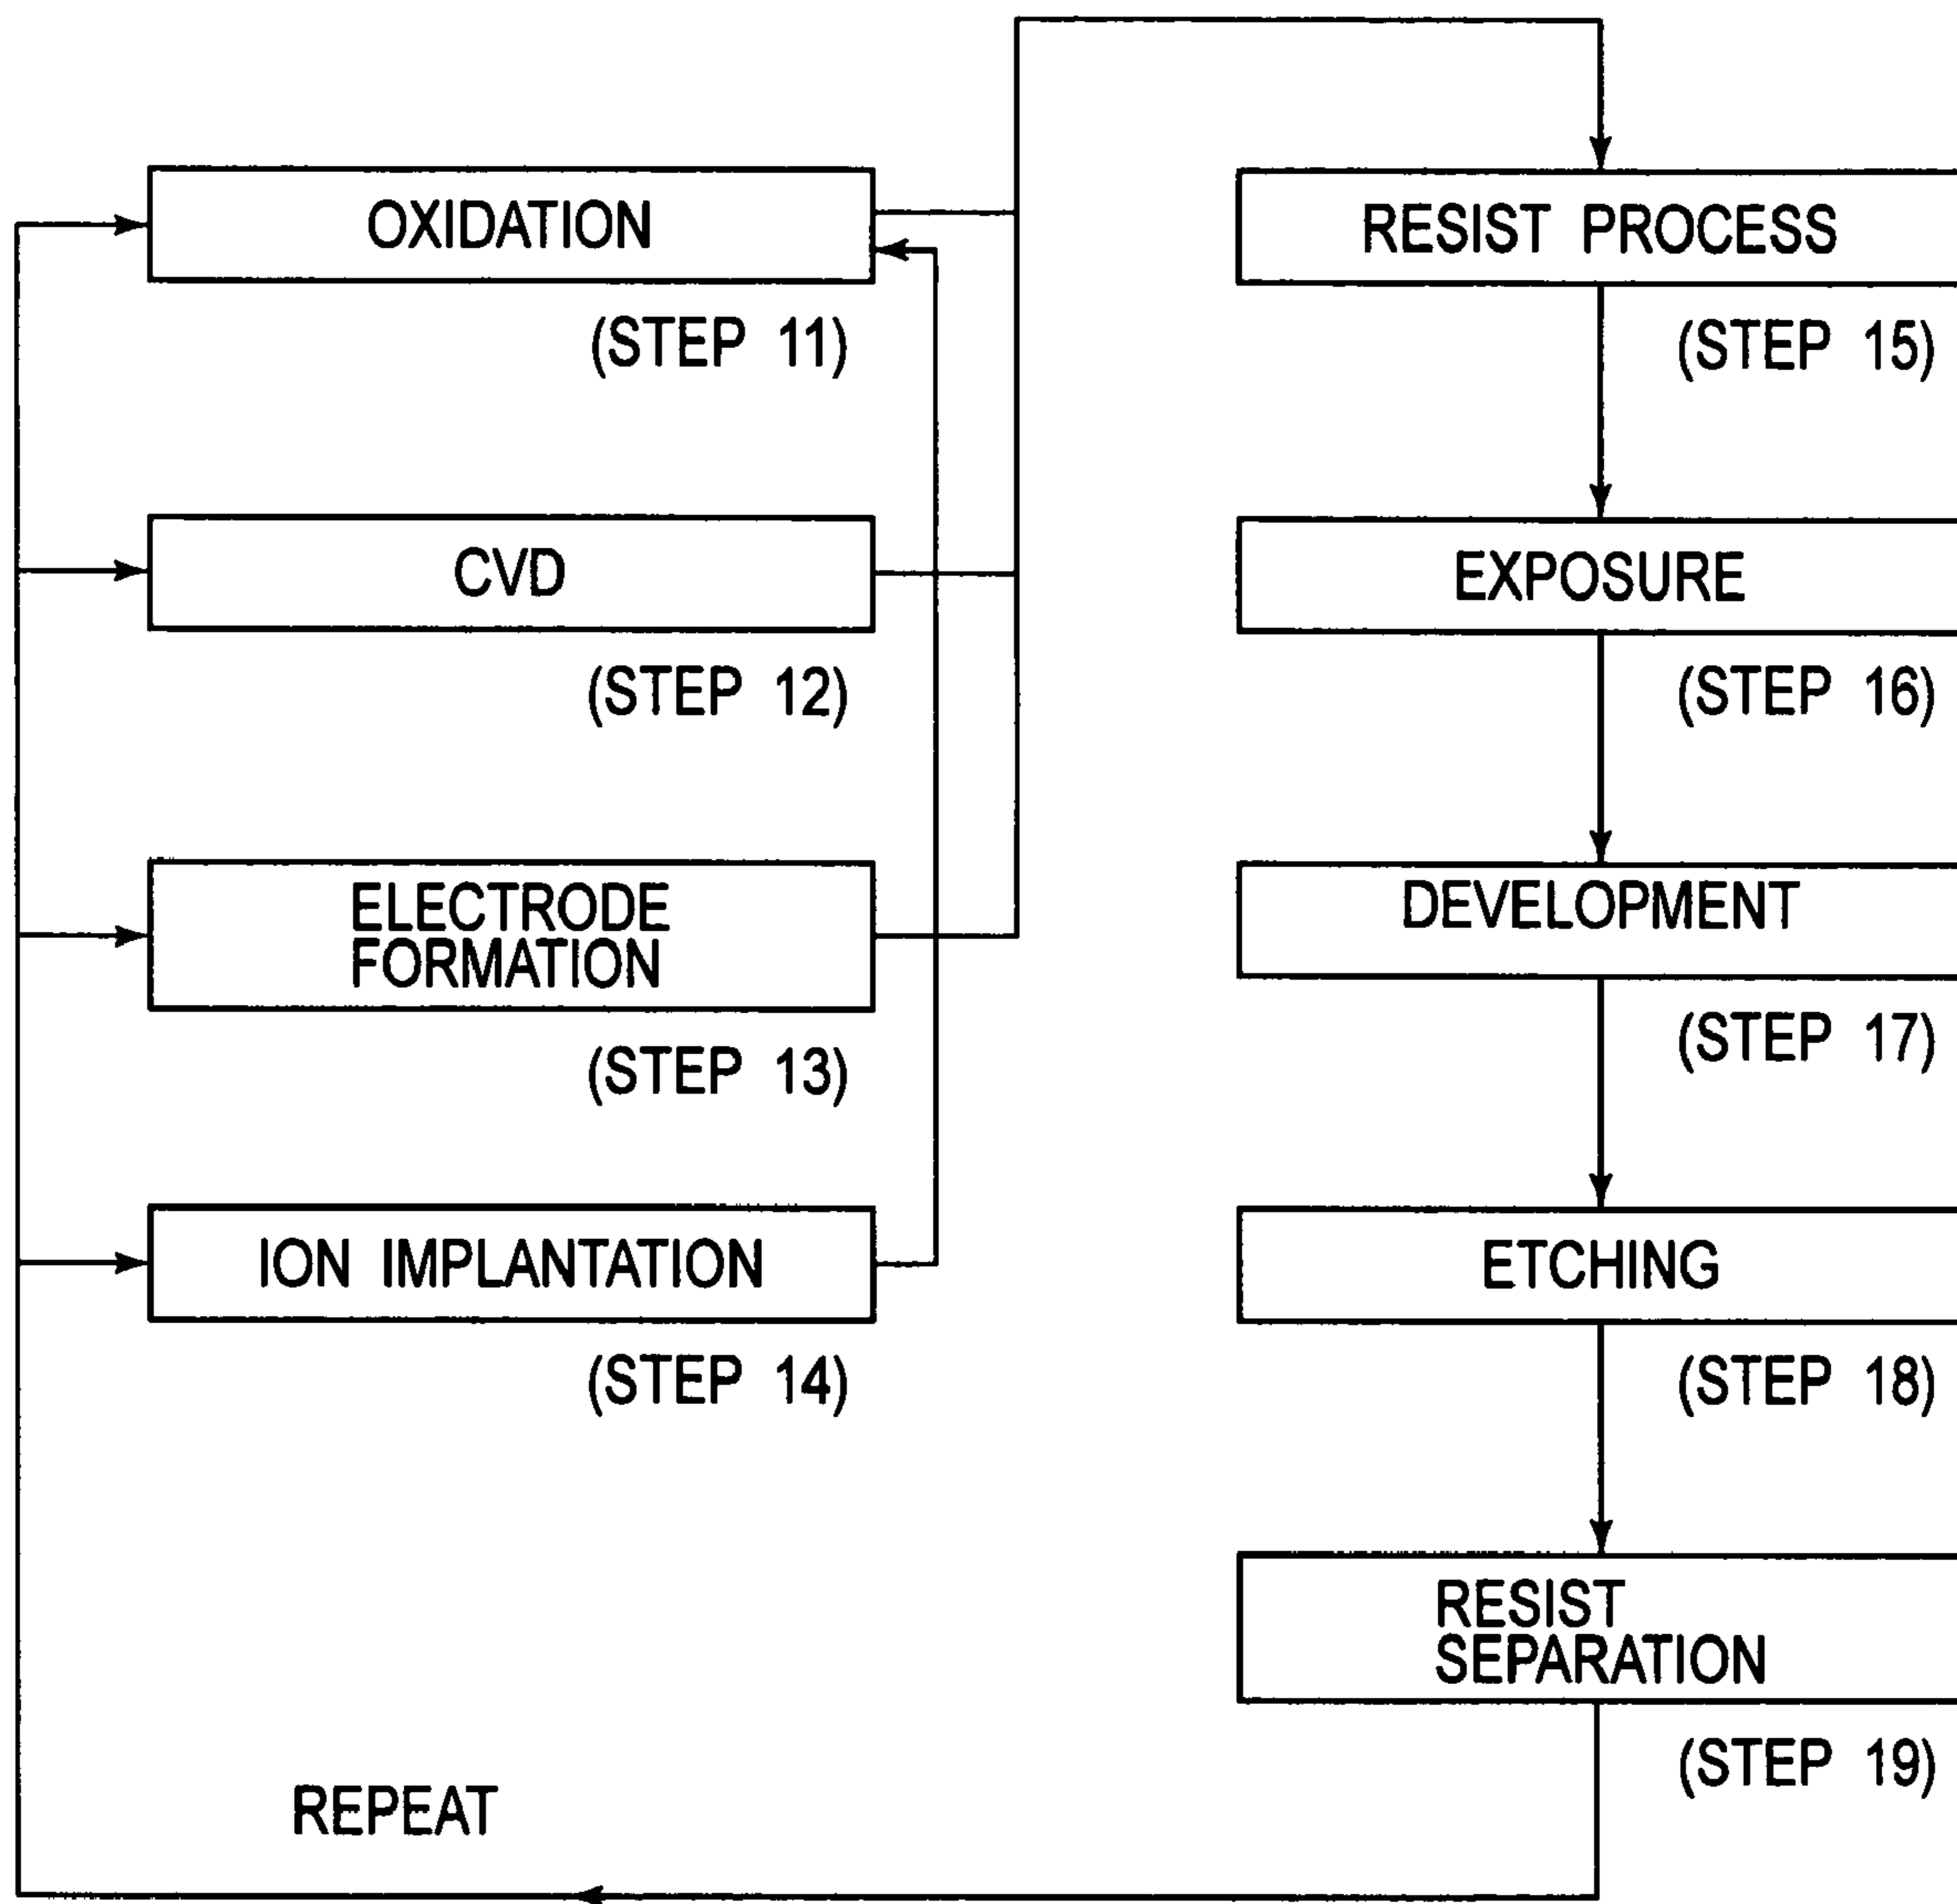 OXIDATION
(STEP 11)
CVD
(STEP 12)
ELECTRODE
FORMATION
(STEP 13)
ION IMPLANTATION
(STEP 14)
RESIST PROCESS
(STEP 15)
EXPOSURE
(STEP 16)
DEVELOPMENT
(STEP 17)
ETCHING
(STEP 18)
RESIST
SEPARATION
(STEP 19)
REPEAT